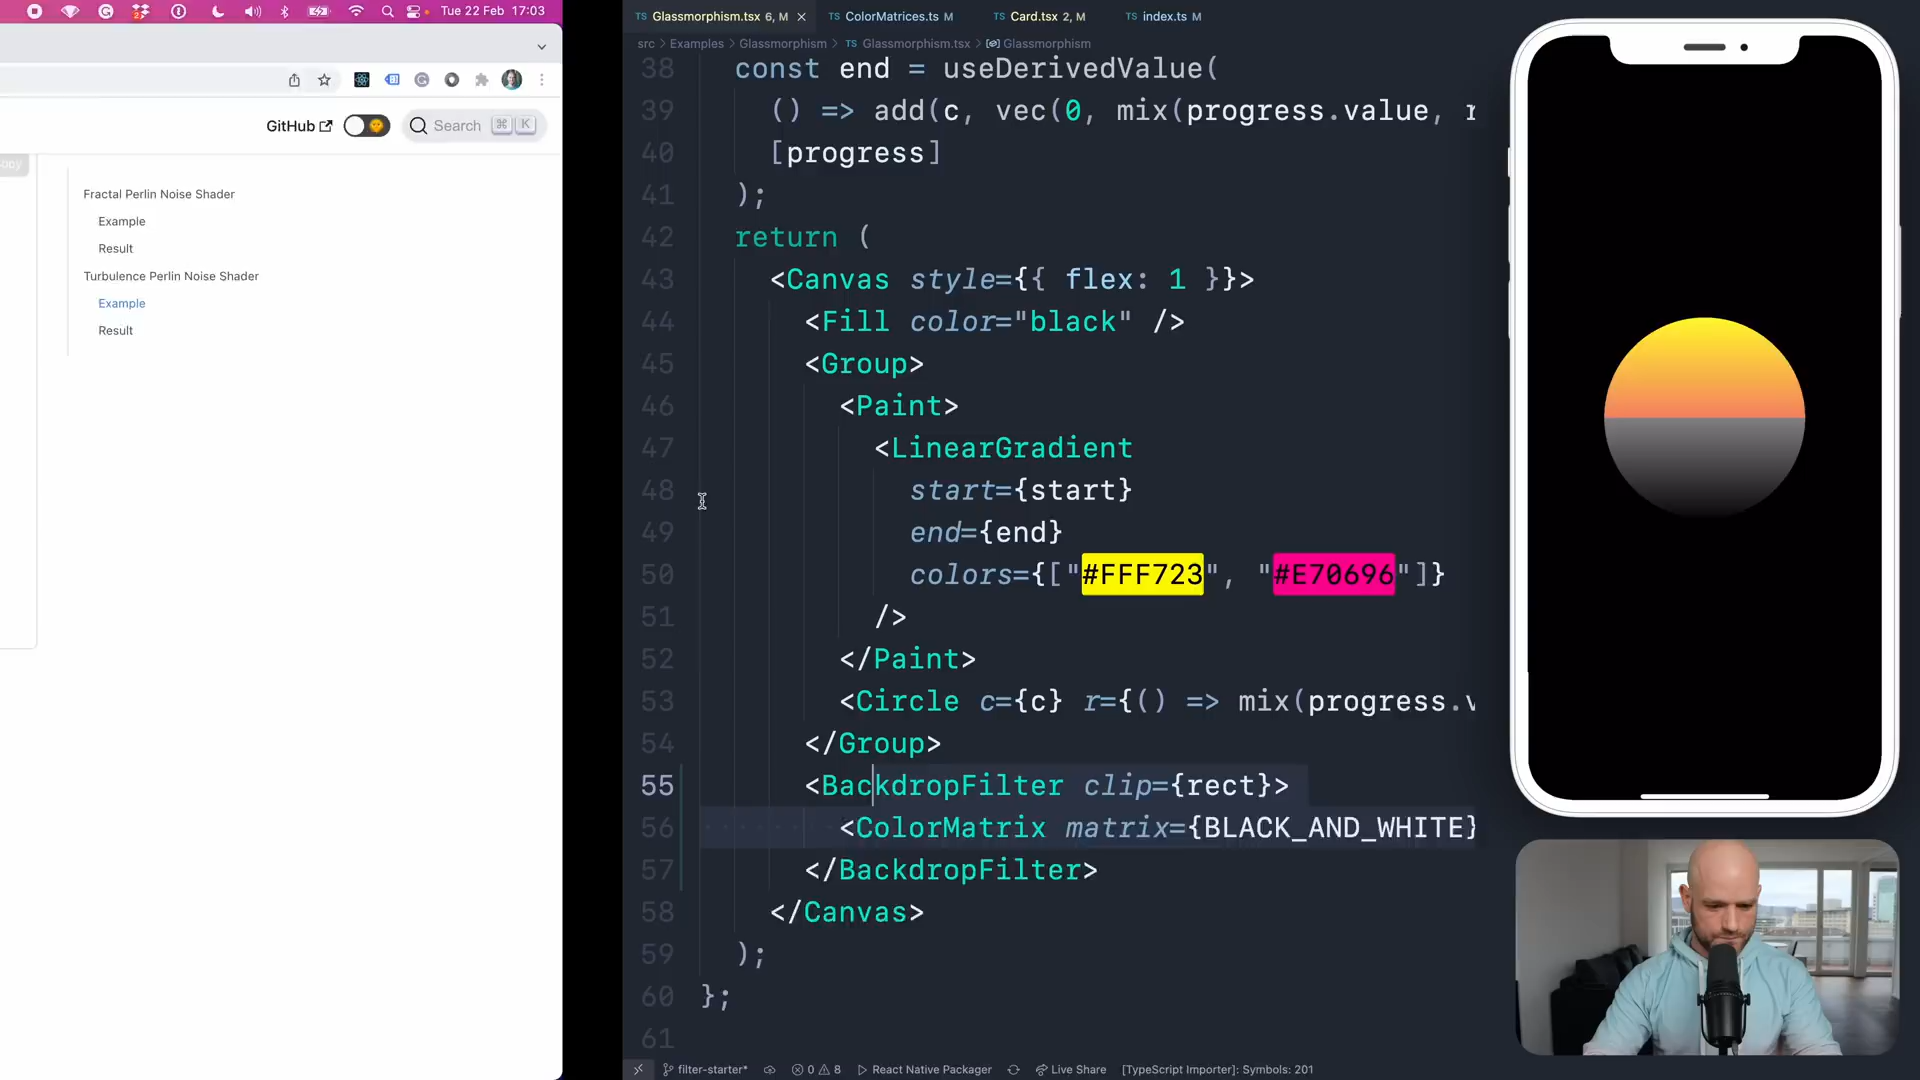 Tue 22 Feb 17:03
GitHub
Search ⌘ K
Fractal Perlin Noise Shader
Example
Result
Turbulence Perlin Noise Shader
Example
Result
TS Glassmorphism.tsx 6, M TS ColorMatrices.ts M TS Card.tsx 2, M TS index.ts M
src > Examples > Glassmorphism > TS Glassmorphism.tsx > Glassmorphism
38 const end = useDerivedValue(
39 () => add(c, vec(0, mix(progress.value, r
40 [progress]
41 );
42 return (
43 <Canvas style={{ flex: 1 }}>
44 <Fill color="black" />
45 <Group>
46 <Paint>
47 <LinearGradient
48 start={start}
49 end={end}
50 colors={["#FFF723", "#E70696"]}
51 />
52 </Paint>
53 <Circle c={c} r={() => mix(progress.v
54 </Group>
55 <BackdropFilter clip={rect}>
56 <ColorMatrix matrix={BLACK_AND_WHITE}
57 </BackdropFilter>
58 </Canvas>
59 );
60 };
61
filter-starter* 0 8 React Native Packager Live Share [TypeScript Importer]: Symbols: 201